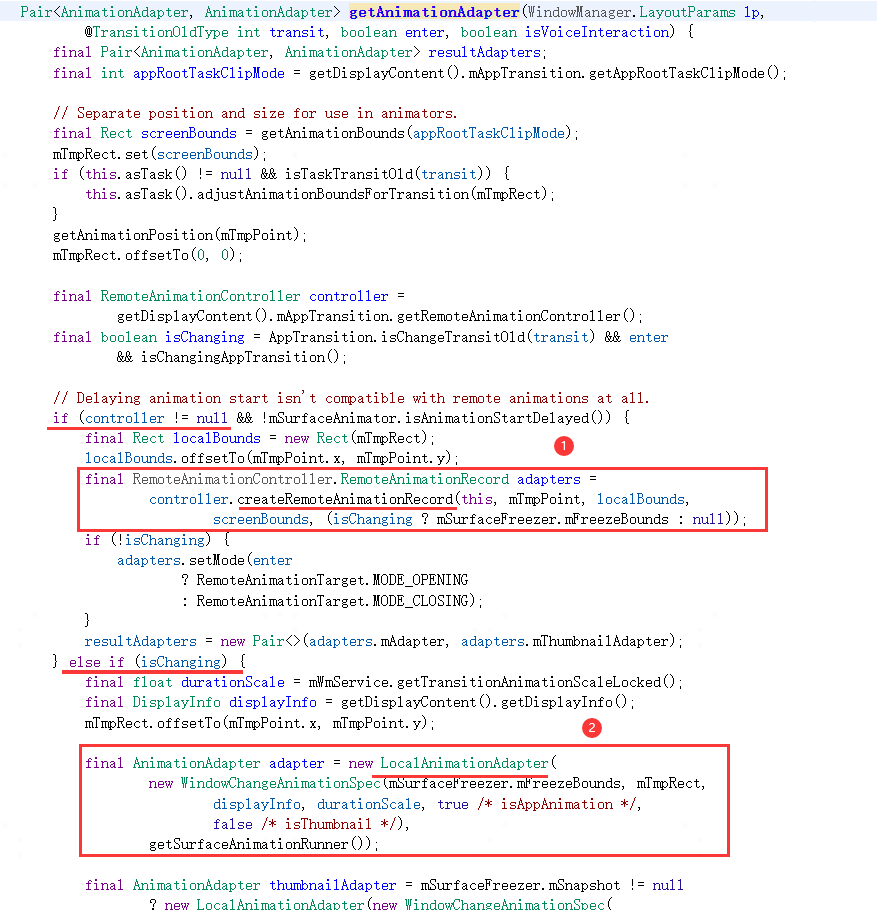 Pair<AnimationAdapter, AnimationAdapter> getAnimationAdapter(WindowManager.LayoutParams lp,
@TransitionOldType int transit, boolean enter, boolean isVoiceInteraction) {
final Pair<AnimationAdapter, AnimationAdapter> resultAdapters;
final int appRootTaskClipMode = getDisplayContent().mAppTransition.getAppRootTaskClipMode();
// Separate position and size for use in animators.
final Rect screenBounds = getAnimationBounds(appRootTaskClipMode);
mTmpRect.set(screenBounds);
if (this.asTask() != null && isTaskTransitOld(transit)) {
this.asTask().adjustAnimationBoundsForTransition(mTmpRect);
}
getAnimationPosition(mTmpPoint);
mTmpRect.offsetTo(0, 0);
final RemoteAnimationController controller =
getDisplayContent().mAppTransition.getRemoteAnimationController();
final boolean isChanging = AppTransition.isChangeTransitOld(transit) && enter
&& isChangingAppTransition();
// Delaying animation start isn't compatible with remote animations at all.
if (controller != null && !mSurfaceAnimator.isAnimationStartDelayed()) {
final Rect localBounds = new Rect(mTmpRect);
1
localBounds.offsetTo(mTmpPoint.x, mTmpPoint.y);
final RemoteAnimationController.RemoteAnimationRecord adapters =
controller.createRemoteAnimationRecord(this, mTmpPoint, localBounds,
screenBounds, (isChanging ? mSurfaceFreezer.mFreezeBounds : null));
if (!isChanging) {
adapters.setMode(enter
? RemoteAnimationTarget.MODE_OPENING
: RemoteAnimationTarget.MODE_CLOSING);
}
resultAdapters = new Pair<>(adapters.mAdapter, adapters.mThumbnailAdapter);
} else if (isChanging) {
final float durationScale = mWmService.getTransitionAnimationScaleLocked();
final DisplayInfo displayInfo = getDisplayContent().getDisplayInfo();
mTmpRect.offsetTo(mTmpPoint.x, mTmpPoint.y);
2
final AnimationAdapter adapter = new LocalAnimationAdapter(
new WindowChangeAnimationSpec(mSurfaceFreezer.mFreezeBounds, mTmpRect,
displayInfo, durationScale, true /* isAppAnimation */,
false /* isThumbnail */),
getSurfaceAnimationRunner());
final AnimationAdapter thumbnailAdapter = mSurfaceFreezer.mSnapshot != null
? new LocalAnimationAdapter(new WindowChangeAnimationSpec(